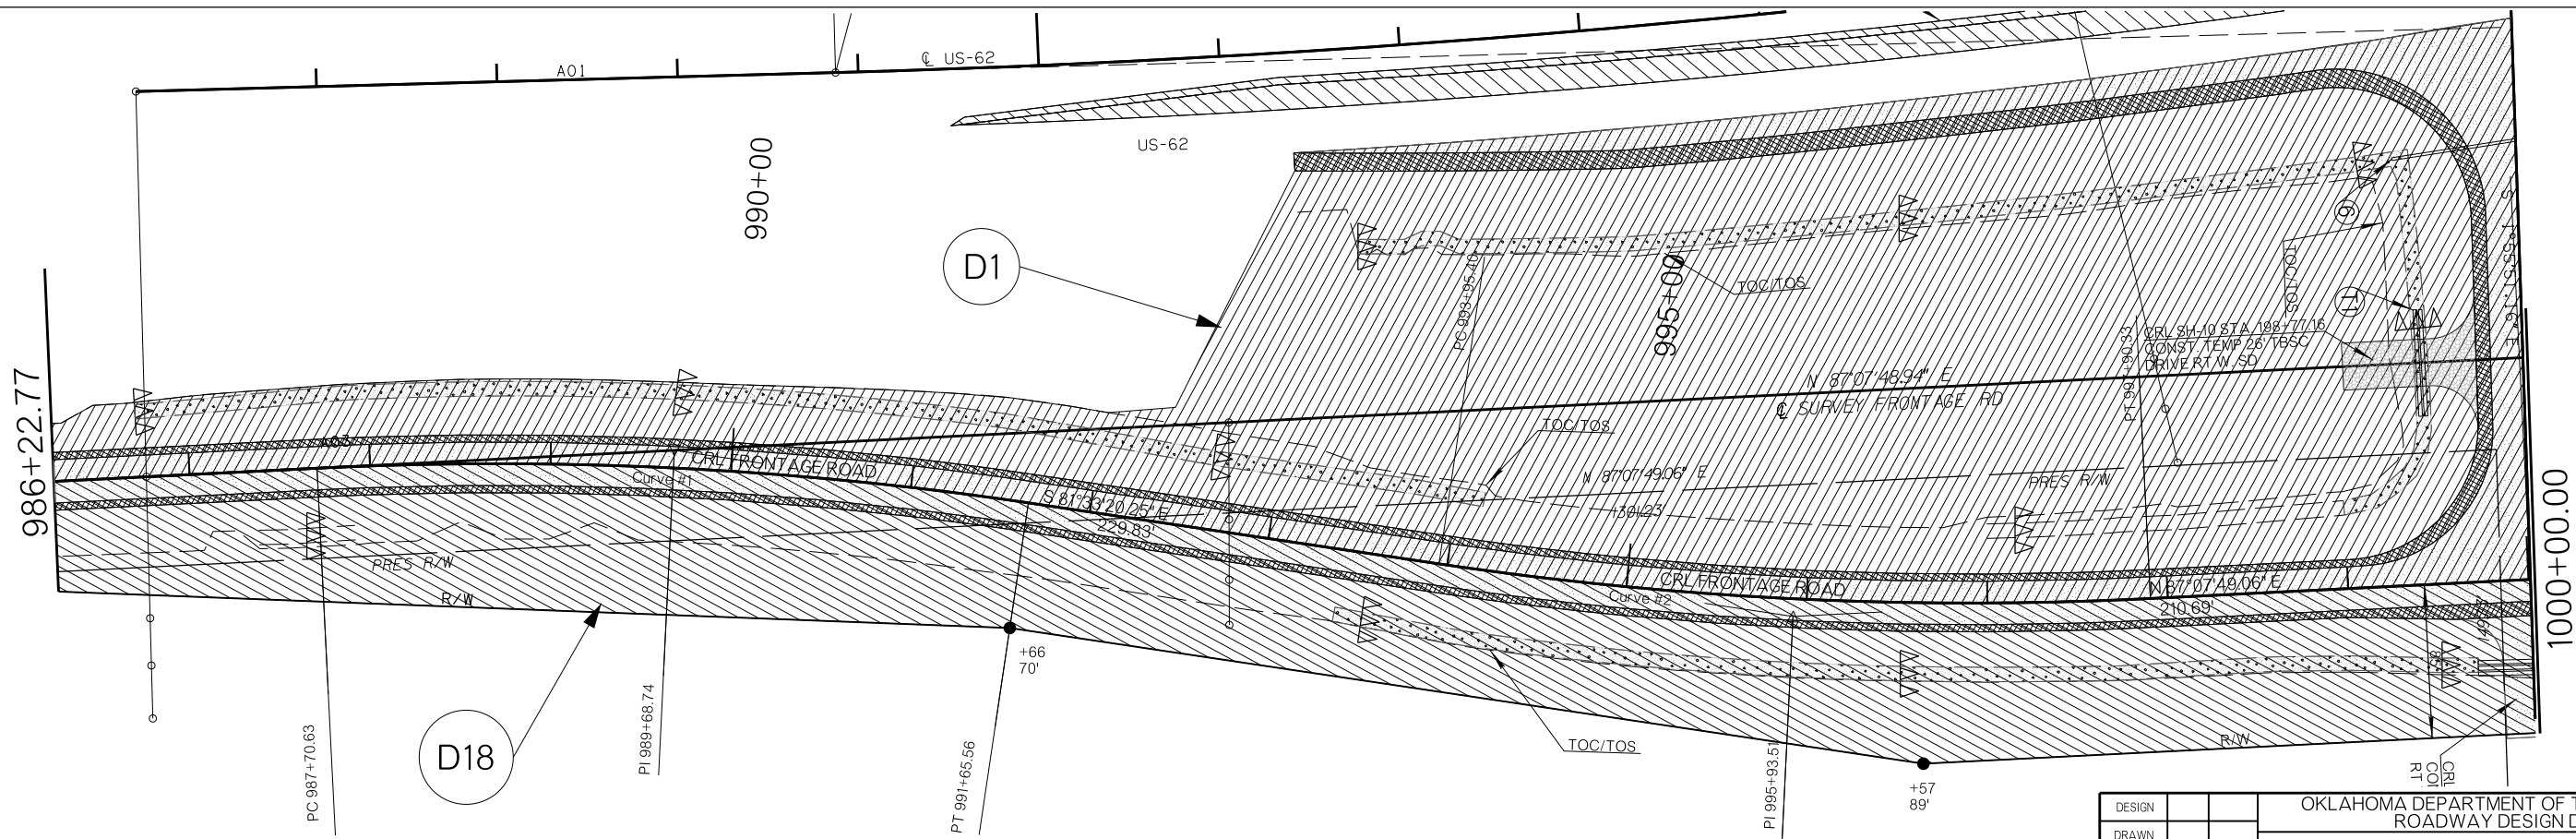 A01
℄ US-62
US-62
990+00
D1
995+00
986+22.77
1000+00.00
TOC/TOS
PC 993+95.40
TOC/TOS
CRL SH-10 STA. 198+77.16
CONST. TEMP 26' TBSC
DRIVE RT W. SD
N 87°07'48.94" E
℄ SURVEY FRONTAGE RD
TOC/TOS
CRL FRONTAGE ROAD
Curve #1
S 81°33'20.25" E
229.83'
N 87°07'49.06" E
PRES R/W
PRES R/W
R/W
CRL FRONTAGE ROAD
Curve #2
N 87°07'49.06" E
210.69'
+66
70'
D18
TOC/TOS
R/W
+57
89'
PC 987+70.63
PI 989+68.74
PT 991+65.56
PI 995+93.51
CRL
RT
DESIGN
DRAWN
OKLAHOMA DEPARTMENT OF T
ROADWAY DESIGN D